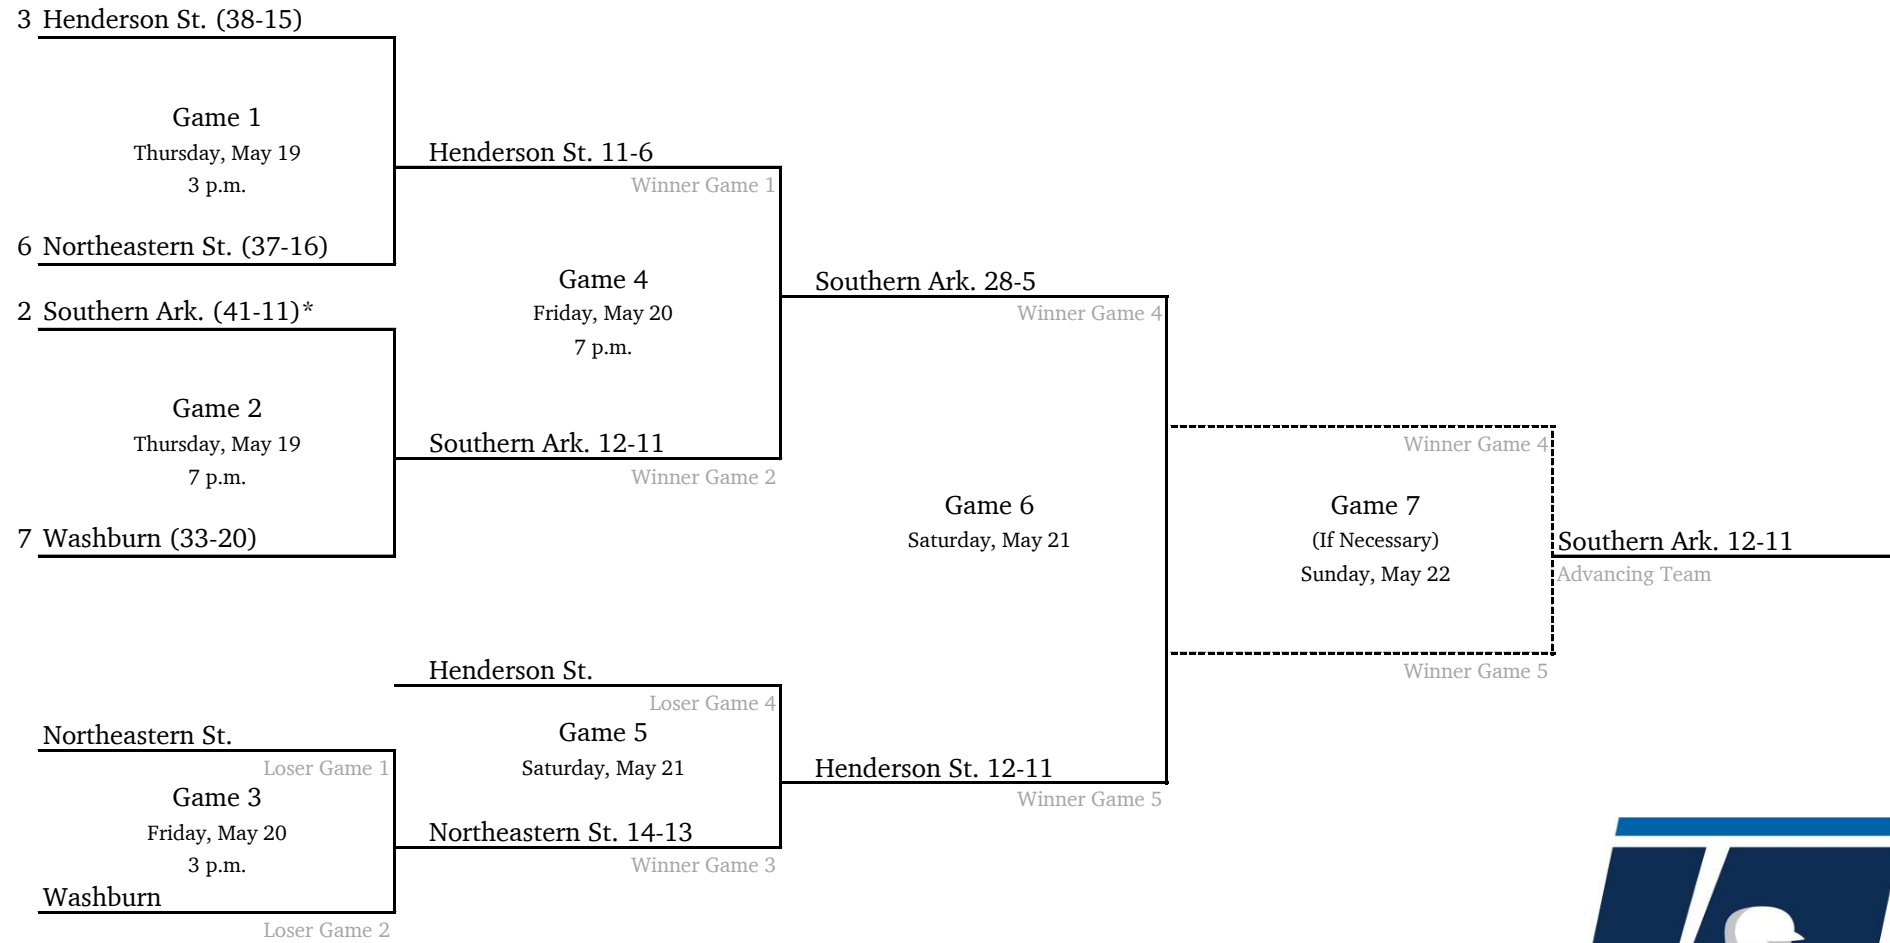 3 Henderson St. (38-15)
Game 1
Thursday, May 19
3 p.m.
6 Northeastern St. (37-16)
2 Southern Ark. (41-11)*
Game 2
Thursday, May 19
7 p.m.
7 Washburn (33-20)
Henderson St. 11-6
Winner Game 1
Game 4
Friday, May 20
7 p.m.
Southern Ark. 12-11
Winner Game 2
Southern Ark. 28-5
Winner Game 4
Game 6
Saturday, May 21
Winner Game 4
Game 7
(If Necessary)
Sunday, May 22
Winner Game 5
Southern Ark. 12-11
Advancing Team
Northeastern St.
Loser Game 1
Game 3
Friday, May 20
3 p.m.
Washburn
Loser Game 2
Henderson St.
Loser Game 4
Game 5
Saturday, May 21
Northeastern St. 14-13
Winner Game 3
Henderson St. 12-11
Winner Game 5